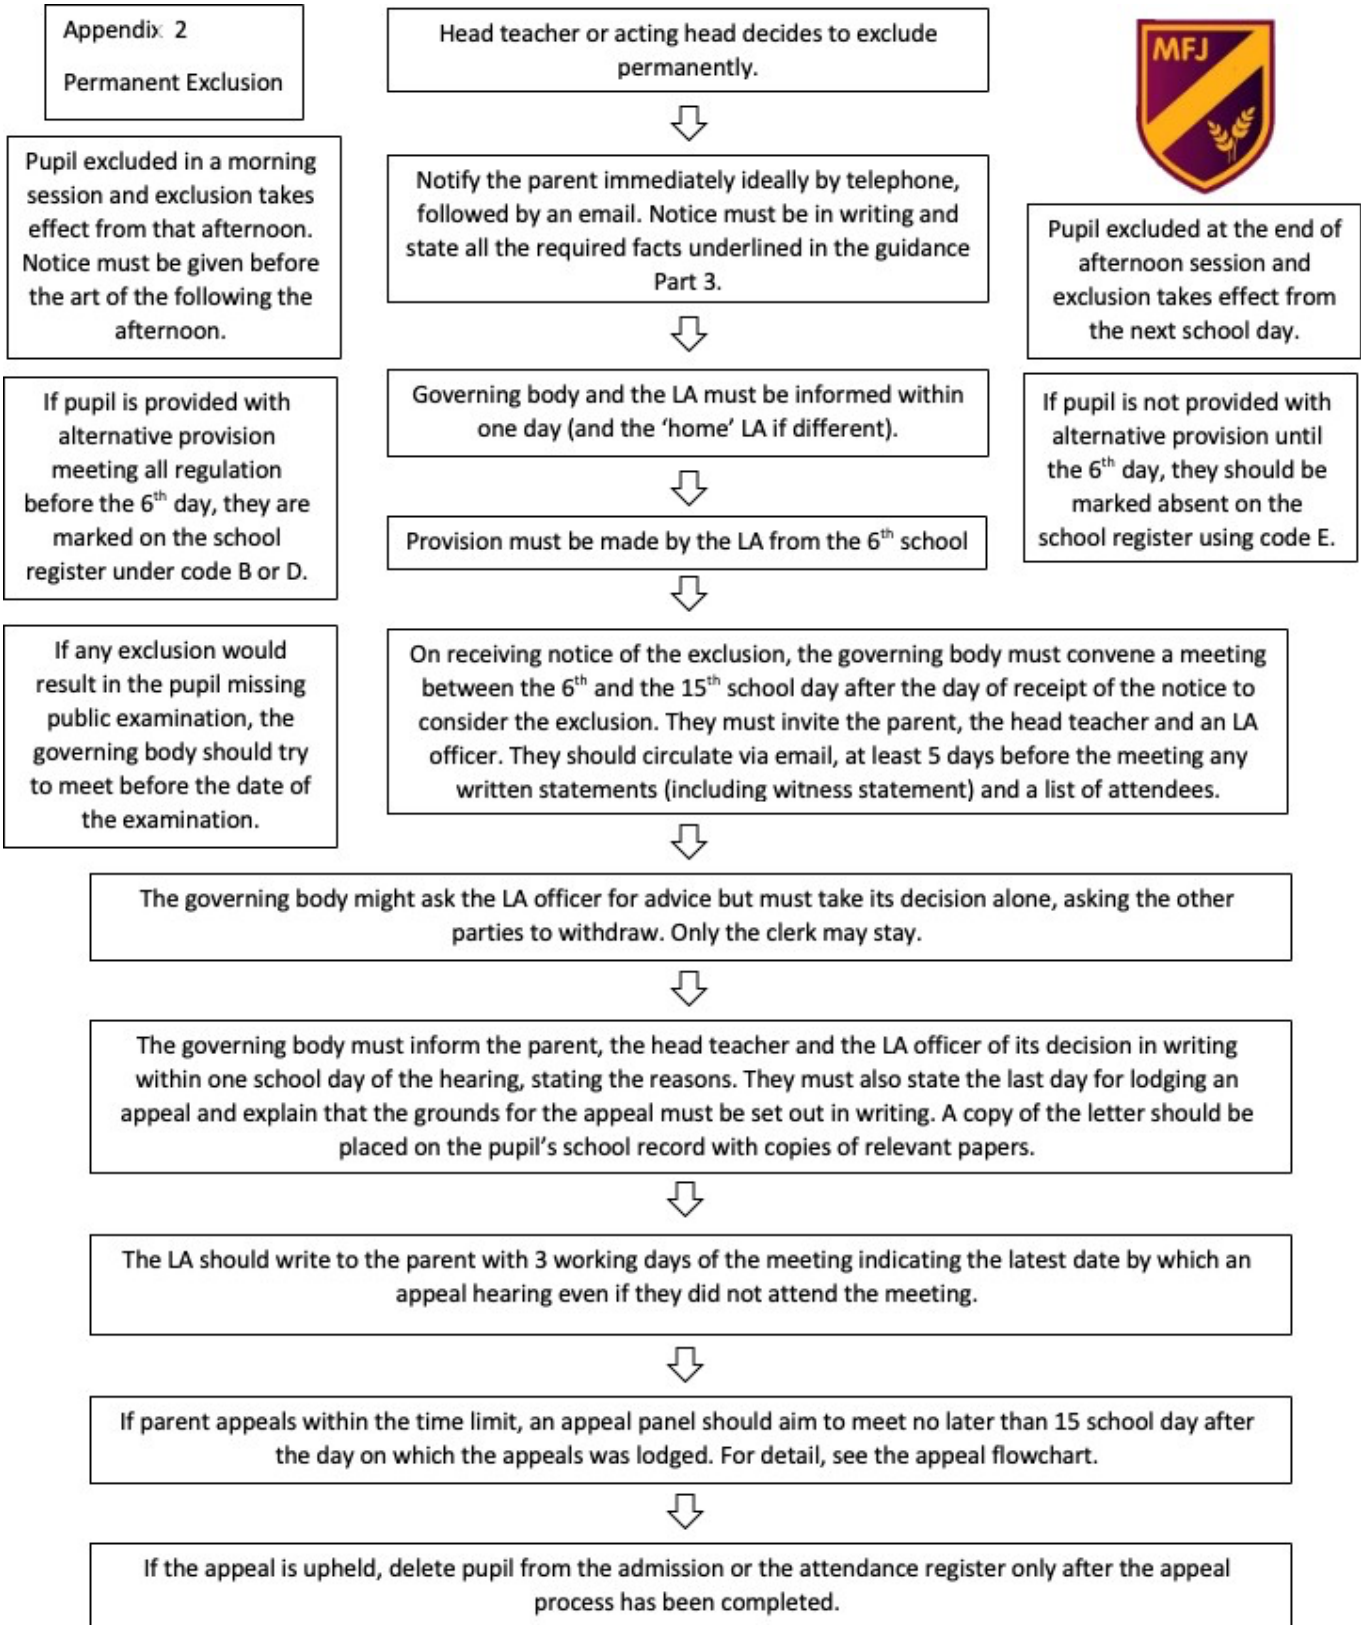 Appendix 2
Permanent Exclusion
Head teacher or acting head decides to exclude
permanently.
MFJ
Pupil excluded in a morning
session and exclusion takes
effect from that afternoon.
Notice must be given before
the art of the following the
afternoon.
Notify the parent immediately ideally by telephone,
followed by an email. Notice must be in writing and
state all the required facts underlined in the guidance
Part 3.
Pupil excluded at the end of
afternoon session and
exclusion takes effect from
the next school day.
If pupil is provided with
alternative provision
meeting all regulation
before the 6th day, they are
marked on the school
register under code B or D.
Governing body and the LA must be informed within
one day (and the ‘home’ LA if different).
If pupil is not provided with
alternative provision until
the 6th day, they should be
marked absent on the
school register using code E.
Provision must be made by the LA from the 6th school
If any exclusion would
result in the pupil missing
public examination, the
governing body should try
to meet before the date of
the examination.
On receiving notice of the exclusion, the governing body must convene a meeting
between the 6th and the 15th school day after the day of receipt of the notice to
consider the exclusion. They must invite the parent, the head teacher and an LA
officer. They should circulate via email, at least 5 days before the meeting any
written statements (including witness statement) and a list of attendees.
The governing body might ask the LA officer for advice but must take its decision alone, asking the other
parties to withdraw. Only the clerk may stay.
The governing body must inform the parent, the head teacher and the LA officer of its decision in writing
within one school day of the hearing, stating the reasons. They must also state the last day for lodging an
appeal and explain that the grounds for the appeal must be set out in writing. A copy of the letter should be
placed on the pupil’s school record with copies of relevant papers.
The LA should write to the parent with 3 working days of the meeting indicating the latest date by which an
appeal hearing even if they did not attend the meeting.
If parent appeals within the time limit, an appeal panel should aim to meet no later than 15 school day after
the day on which the appeals was lodged. For detail, see the appeal flowchart.
If the appeal is upheld, delete pupil from the admission or the attendance register only after the appeal
process has been completed.